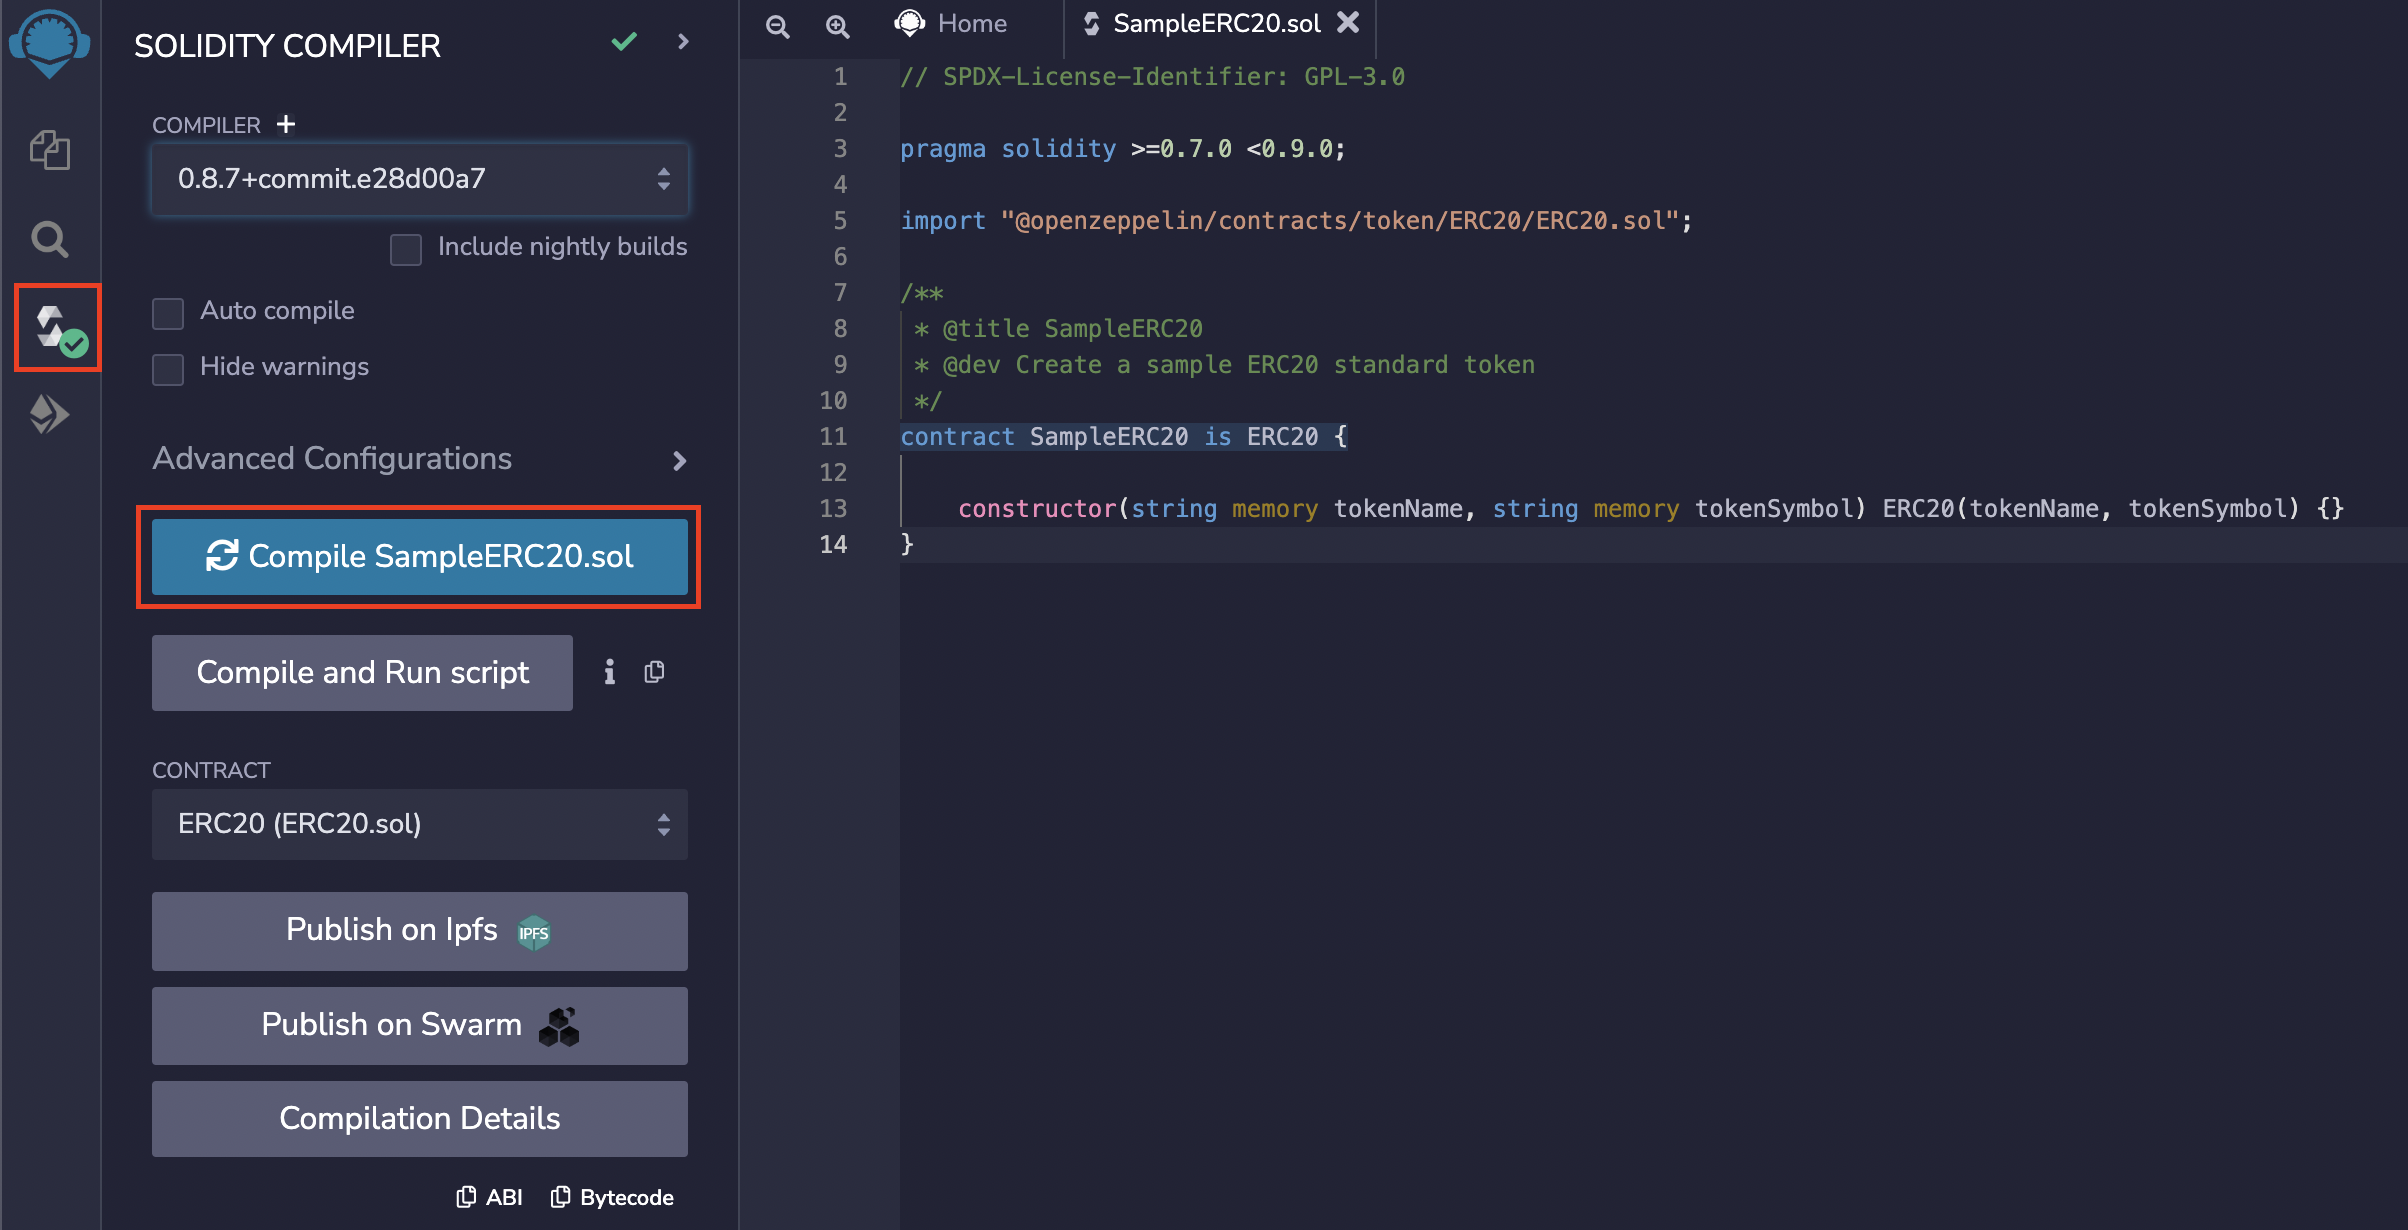 SOLIDITY COMPILER
COMPILER +
0.8.7+commit.e28d00a7
Include nightly builds
Auto compile
Hide warnings
Advanced Configurations
Compile SampleERC20.sol
Compile and Run script
CONTRACT
ERC20 (ERC20.sol)
Publish on Ipfs IPFS
Publish on Swarm
Compilation Details
ABI Bytecode
Home SampleERC20.sol
1 // SPDX-License-Identifier: GPL-3.0
2
3 pragma solidity >=0.7.0 <0.9.0;
4
5 import "@openzeppelin/contracts/token/ERC20/ERC20.sol";
6
7 /**
8 * @title SampleERC20
9 * @dev Create a sample ERC20 standard token
10 */
11 contract SampleERC20 is ERC20 {
12
13 constructor(string memory tokenName, string memory tokenSymbol) ERC20(tokenName, tokenSymbol) {}
14 }